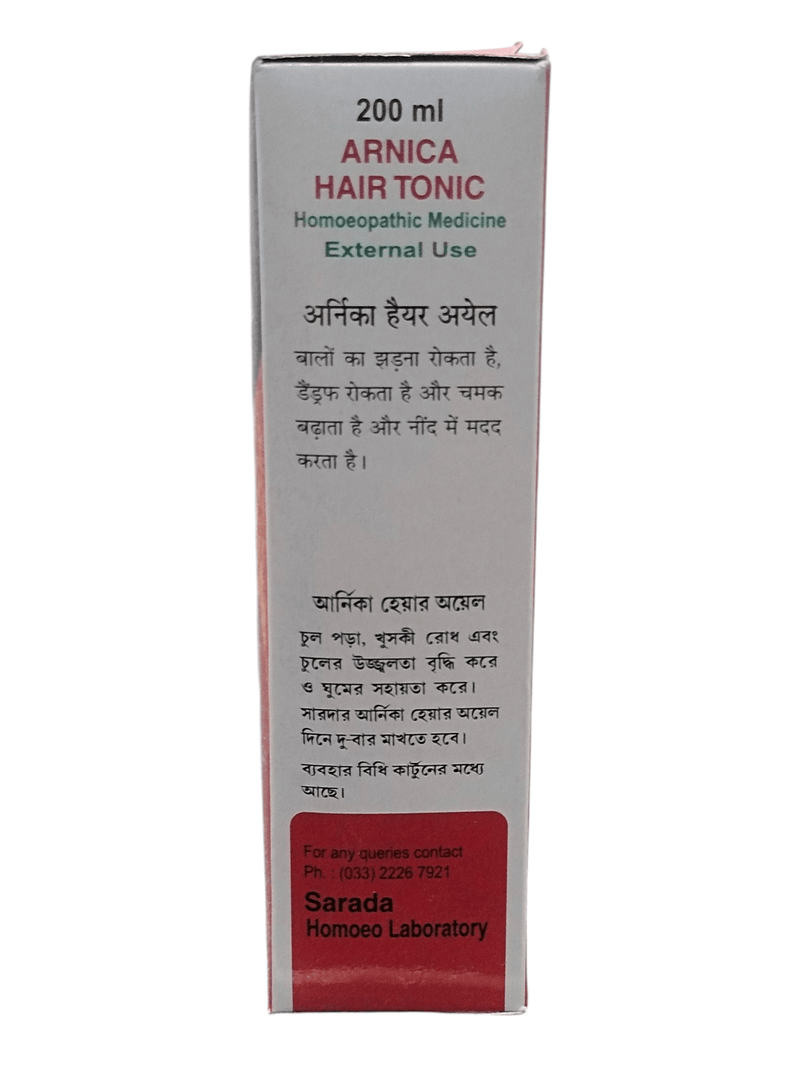 200 ml
ARNICA
HAIR TONIC
Homoeopathic Medicine
External Use
अर्निका हैयर अयेल
बालों का झड़ना रोकता है,
डैंड्रफ रोकता है और चमक
बढ़ाता है और नींद में मदद
करता है।
আর্নিকা হেয়ার অয়েল
চুল পড়া, খুসকী রোধ এবং
চুলের উজ্জ্বলতা বৃদ্ধি করে
ও ঘুমের সহায়তা করে।
সারদার আর্নিকা হেয়ার অয়েল
দিনে দু-বার মাখতে হবে।
ব্যবহার বিধি কার্টুনের মধ্যে
আছে।
For any queries contact
Ph. : (033) 2226 7921
Sarada
Homoeo Laboratory